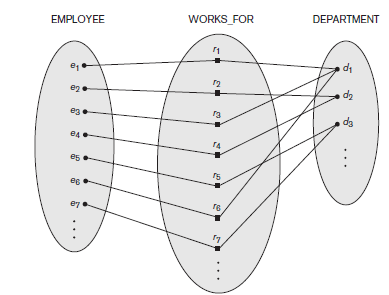 EMPLOYEE WORKS_FOR DEPARTMENT
e1 r1 d1
e2 r2 d2
e3 r3 d3
e4 r4
e5 r5
e6 r6
e7 r7